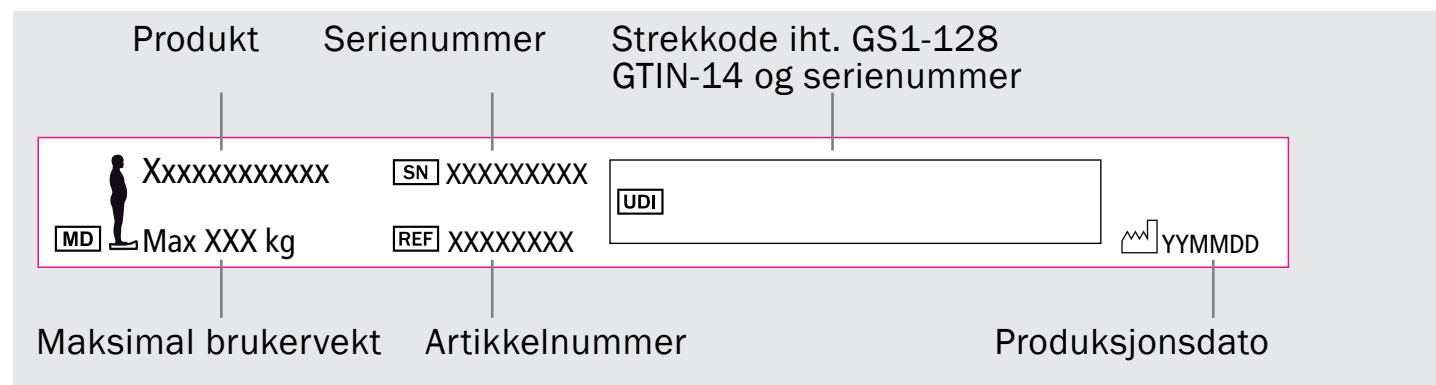 Produkt Serienummer Strekkode iht. GS1-128
GTIN-14 og serienummer
Xxxxxxxxxxxx SN XXXXXXXXX
UDI
MD Max XXX kg REF XXXXXXXX YYMMDD
Maksimal brukervekt Artikkelnummer Produksjonsdato